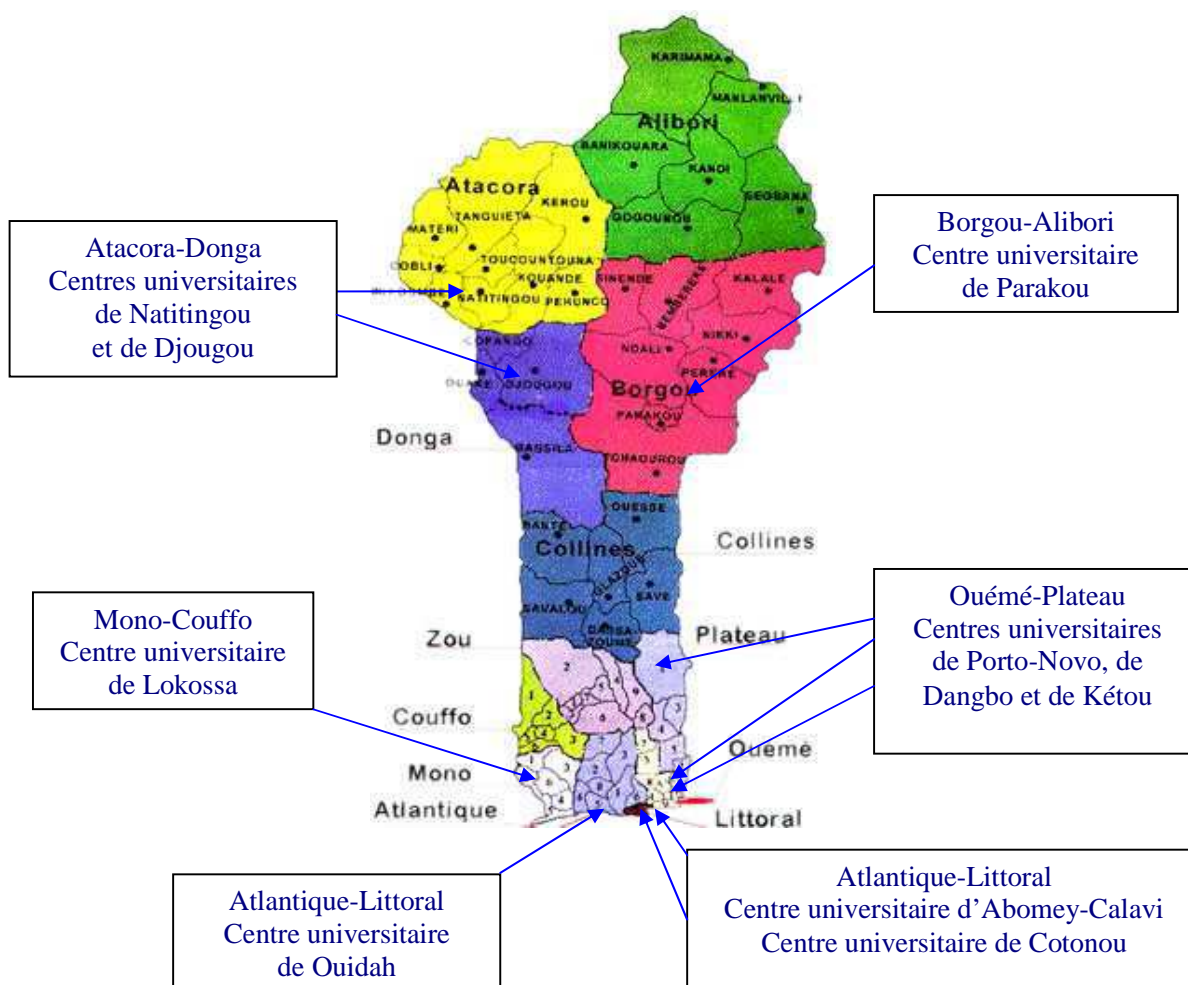 KARIMAMA
Alibori
BANIKOUARA
KANDI
SEGBANA
GOGOUNOU
Atacora
KEROU
TANGUIETA
MATERI
TOUCOUNTOUNA
KOUANDE
NATITINGOU
PEHUNCO
Atacora-Donga
Centres universitaires
de Natitingou
et de Djougou
Borgou-Alibori
Centre universitaire
de Parakou
SINENDE
BEMBEREKE
KALALE
NIKKI
NDALI
PERERE
Borgou
PARAKOU
TCHAOUROU
COPARGO
OUAKE
DJOUGOU
Donga
BASSILA
OUESSE
BANTE
Collines
Collines
GLAZOUE
SAVE
SAVALOU
DASSA
ZOUME
Mono-Couffo
Centre universitaire
de Lokossa
Ouémé-Plateau
Centres universitaires
de Porto-Novo, de
Dangbo et de Kétou
Zou
Plateau
Couffo
Ouemé
Mono
Atlantique
Littoral
Atlantique-Littoral
Centre universitaire
de Ouidah
Atlantique-Littoral
Centre universitaire d’Abomey-Calavi
Centre universitaire de Cotonou